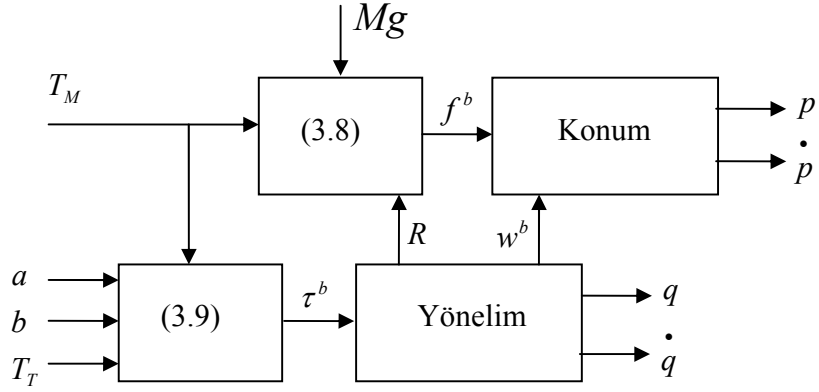 Mg
T_M
(3.8)
f^b
Konum
p
ṗ
R
w^b
a
b
T_T
(3.9)
τ^b
Yönelim
q
q̇